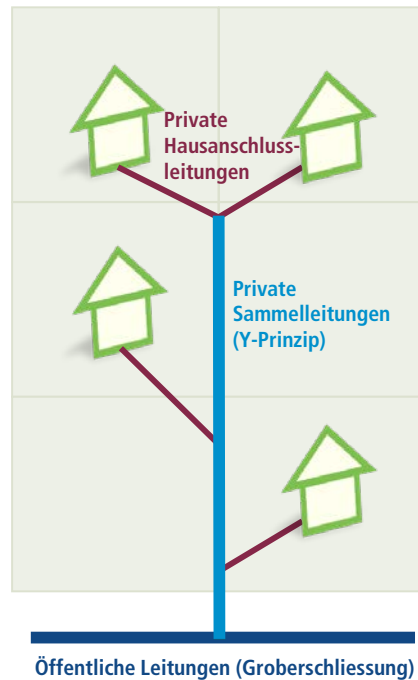 Private
Hausanschluss-
leitungen
Private
Sammelleitungen
(Y-Prinzip)
Öffentliche Leitungen (Groberschliessung)